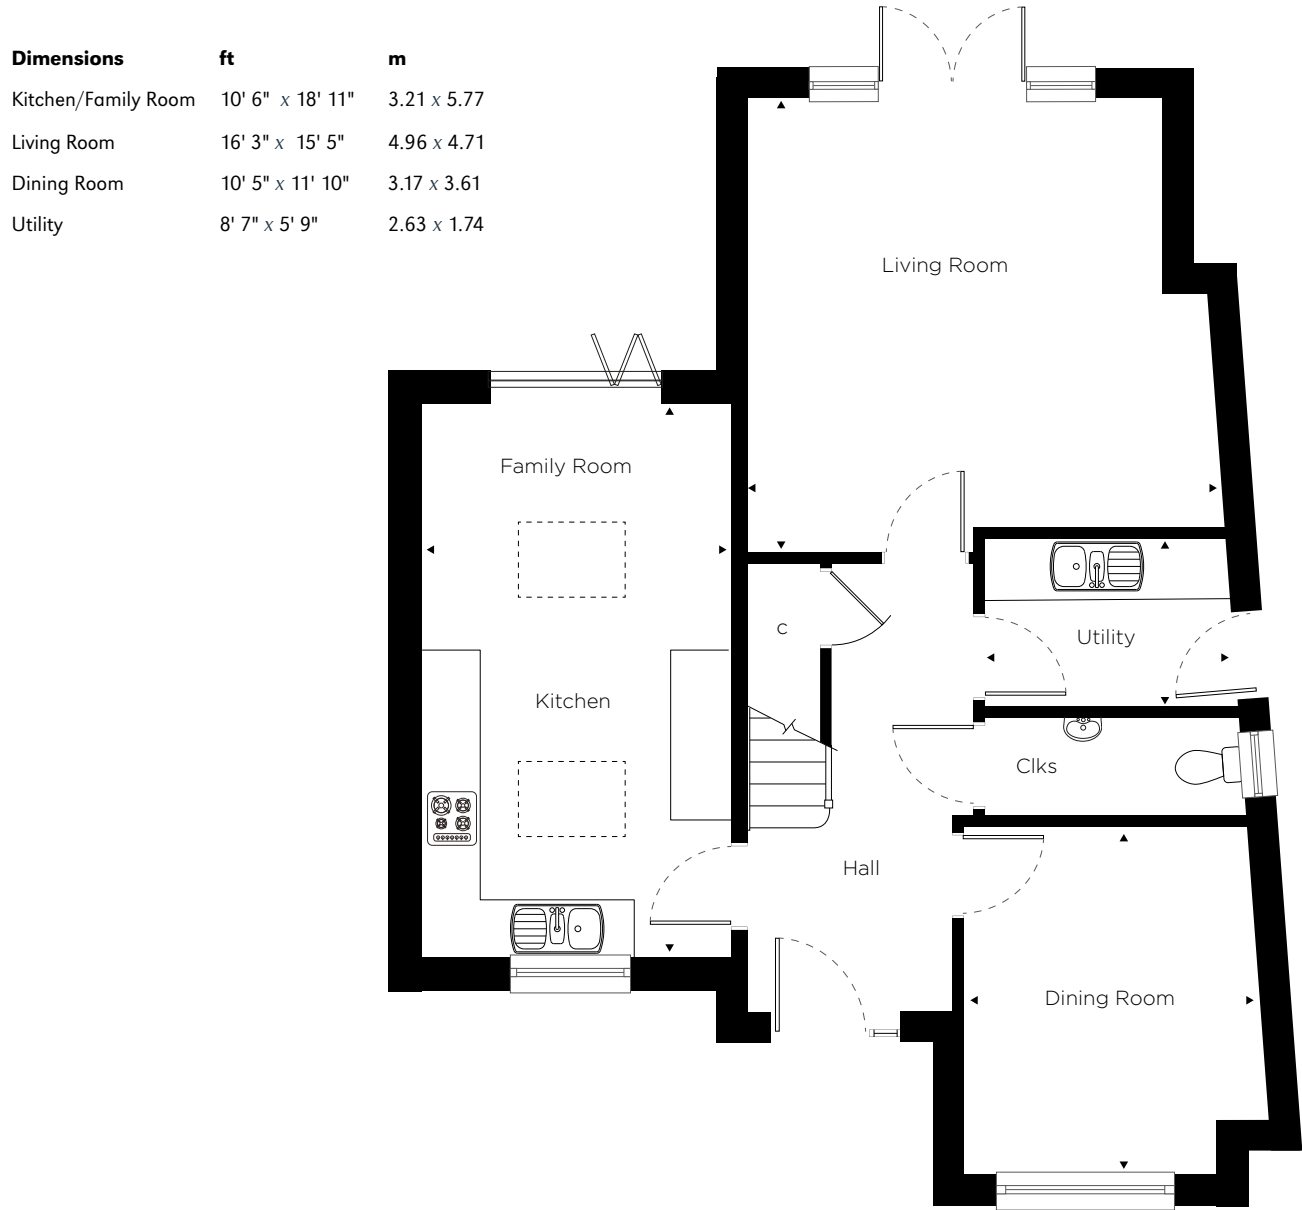 Dimensions ft m
Kitchen/Family Room 10' 6" x 18' 11" 3.21 x 5.77
Living Room 16' 3" x 15' 5" 4.96 x 4.71
Dining Room 10' 5" x 11' 10" 3.17 x 3.61
Utility 8' 7" x 5' 9" 2.63 x 1.74
Living Room
Family Room
C
Utility
Kitchen
Clks
Hall
Dining Room